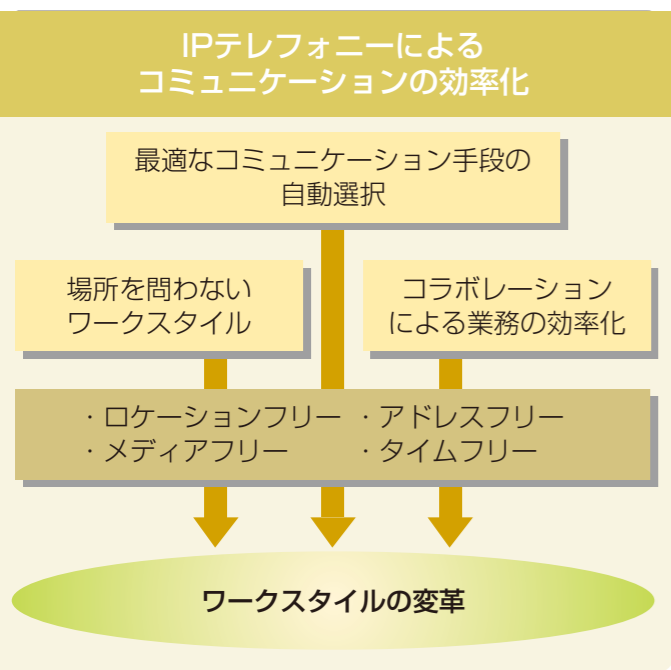 IPテレフォニーによる
コミュニケーションの効率化
最適なコミュニケーション手段の
自動選択
場所を問わない
ワークスタイル
コラボレーション
による業務の効率化
・ロケーションフリー ・アドレスフリー
・メディアフリー ・タイムフリー
ワークスタイルの変革